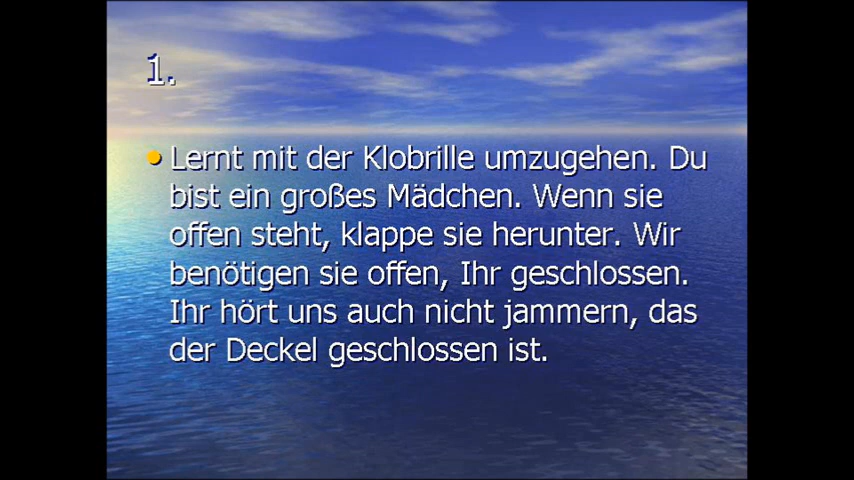 1.
• Lernt mit der Klobrille umzugehen. Du
bist ein großes Mädchen. Wenn sie
offen steht, klappe sie herunter. Wir
benötigen sie offen, Ihr geschlossen.
Ihr hört uns auch nicht jammern, das
der Deckel geschlossen ist.